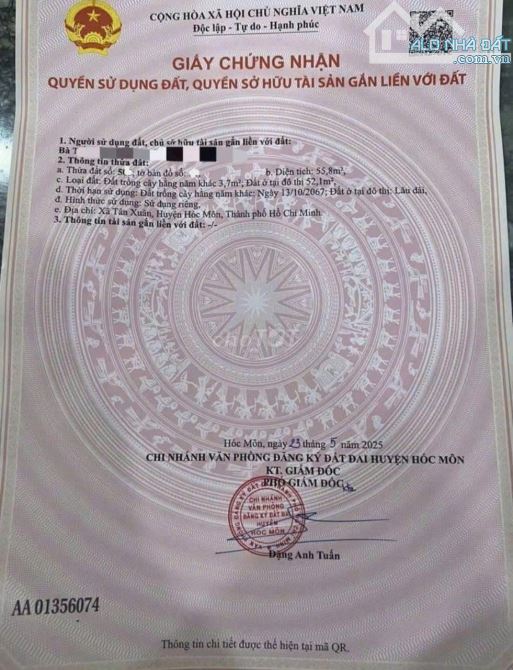 CỘNG HÒA XÃ HỘI CHỦ NGHĨA VIỆT NAM
Độc lập - Tự do - Hạnh phúc
ALO NHÀ ĐẤT
.com.vn
GIẤY CHỨNG NHẬN
QUYỀN SỬ DỤNG ĐẤT, QUYỀN SỞ HỮU TÀI SẢN GẮN LIỀN VỚI ĐẤT
1. Người sử dụng đất, chủ sở hữu tài sản gắn liền với đất:
Bà T
2. Thông tin thửa đất:
a. Thửa đất số: tờ bản đồ số: b. Diện tích: 55,8m²,
c. Loại đất: Đất trồng cây hàng năm khác 3,7m², Đất ở tại đô thị 52,1m²,
d. Thời hạn sử dụng: Đất trồng cây hàng năm khác: Ngày 13/10/2067; Đất ở tại đô thị: Lâu dài,
đ. Hình thức sử dụng: Sử dụng riêng,
e. Địa chỉ: Xã Tân Xuân, Huyện Hóc Môn, Thành phố Hồ Chí Minh.
3. Thông tin tài sản gắn liền với đất: -/-
choTỐT
Hóc Môn, ngày 23 tháng 5 năm 2025
CHI NHÁNH VĂN PHÒNG ĐĂNG KÝ ĐẤT ĐAI HUYỆN HÓC MÔN
KT. GIÁM ĐỐC
PHÓ GIÁM ĐỐC
CHI NHÁNH
VĂN PHÒNG
ĐĂNG KÝ ĐẤT ĐAI
HUYỆN
HÓC MÔN
Đặng Anh Tuấn
AA 01356074
Thông tin chi tiết được thể hiện tại mã QR.